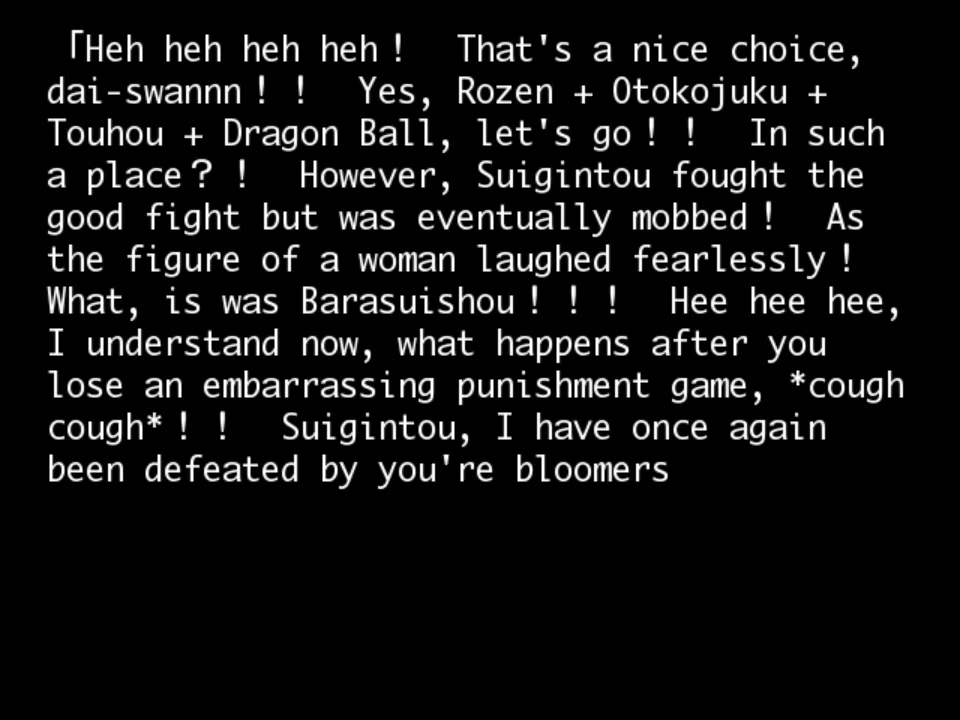 「Heh heh heh heh！　That's a nice choice,
dai-swannn！！　Yes, Rozen + Otokojuku +
Touhou + Dragon Ball, let's go！！　In such
a place？！　However, Suigintou fought the
good fight but was eventually mobbed！　As
the figure of a woman laughed fearlessly！
What, is was Barasuishou！！！　Hee hee hee,
I understand now, what happens after you
lose an embarrassing punishment game, *cough
cough*！！　Suigintou, I have once again
been defeated by you're bloomers